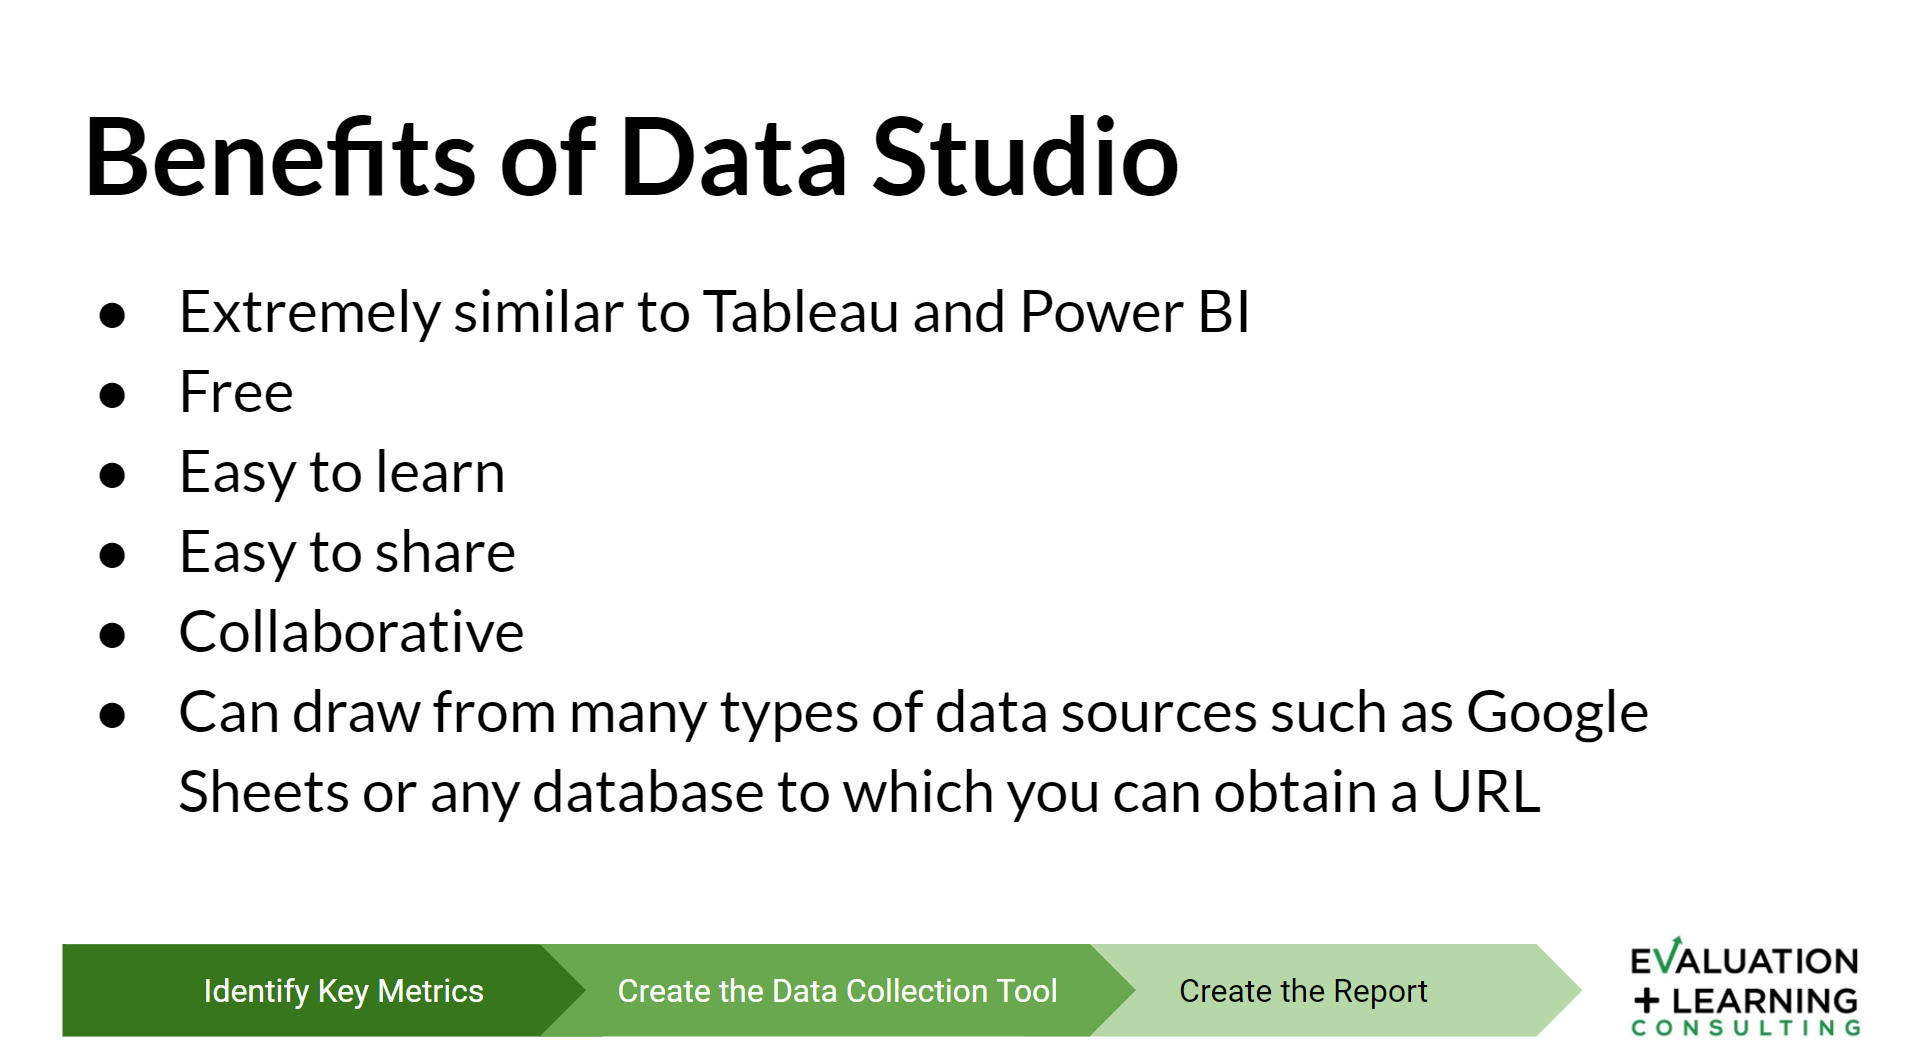 Benefits of Data Studio
● Extremely similar to Tableau and Power BI
● Free
● Easy to learn
● Easy to share
● Collaborative
● Can draw from many types of data sources such as Google
Sheets or any database to which you can obtain a URL
Identify Key Metrics
Create the Data Collection Tool
Create the Report
EVALUATION
+ LEARNING
CONSULTING